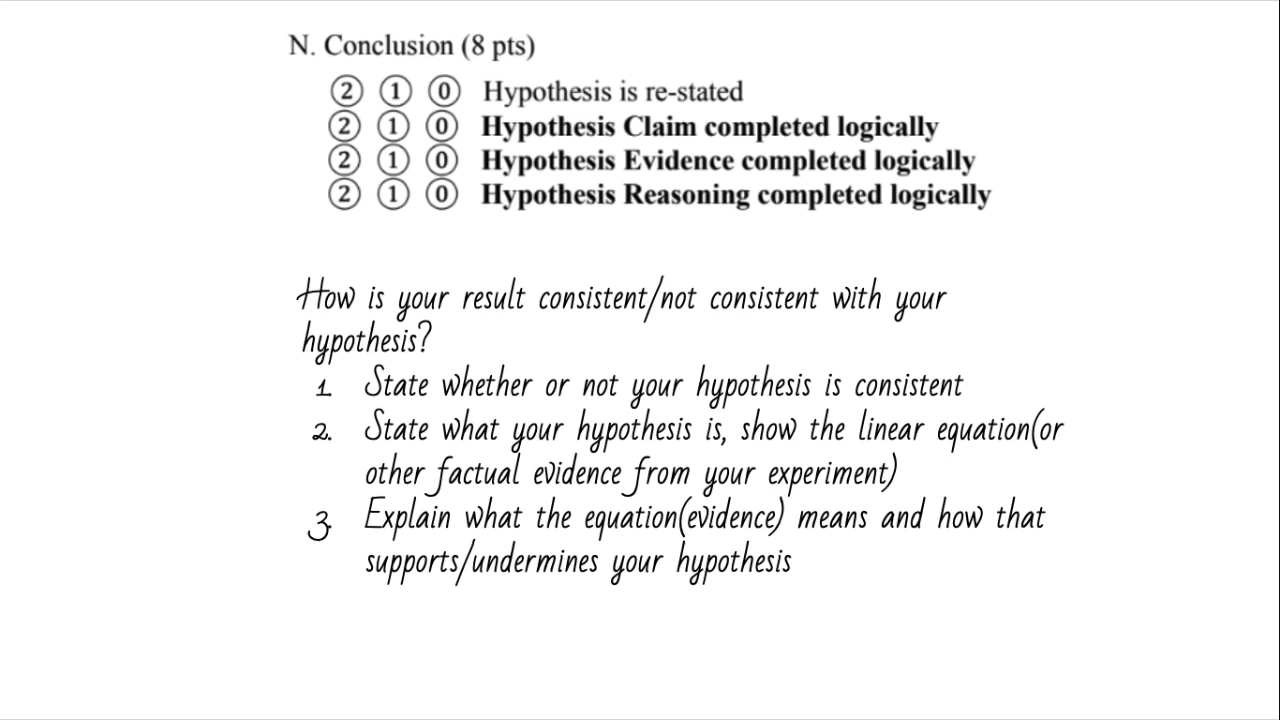 N. Conclusion (8 pts)
② ① ⓪ Hypothesis is re-stated
② ① ⓪ Hypothesis Claim completed logically
② ① ⓪ Hypothesis Evidence completed logically
② ① ⓪ Hypothesis Reasoning completed logically
How is your result consistent/not consistent with your
hypothesis?
1. State whether or not your hypothesis is consistent
2. State what your hypothesis is, show the linear equation(or
other factual evidence from your experiment)
3. Explain what the equation(evidence) means and how that
supports/undermines your hypothesis